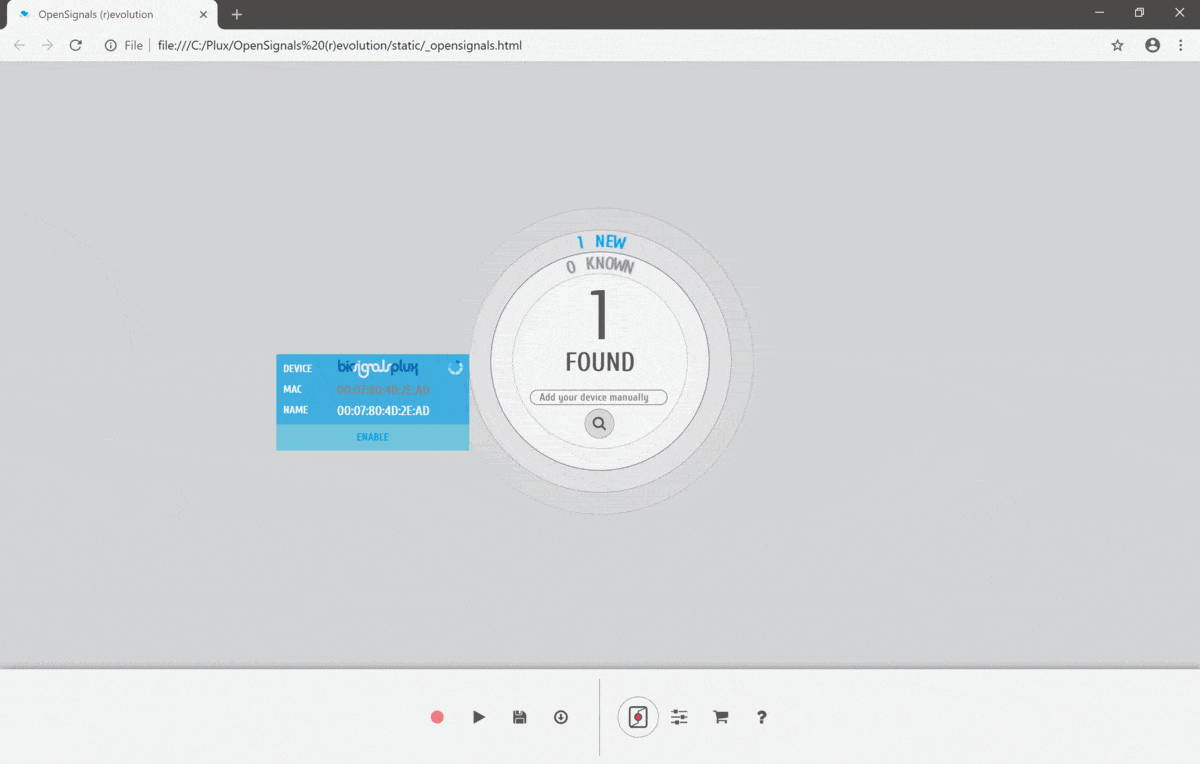 OpenSignals (r)evolution
File
file:///C:/Plux/OpenSignals%20(r)evolution/static/_opensignals.html
1 NEW
0 KNOWN
1
FOUND
Add your device manually
DEVICE biosignalsplux
MAC 00:07:80:4D:2E:AD
NAME 00:07:80:4D:2E:AD
ENABLE
?